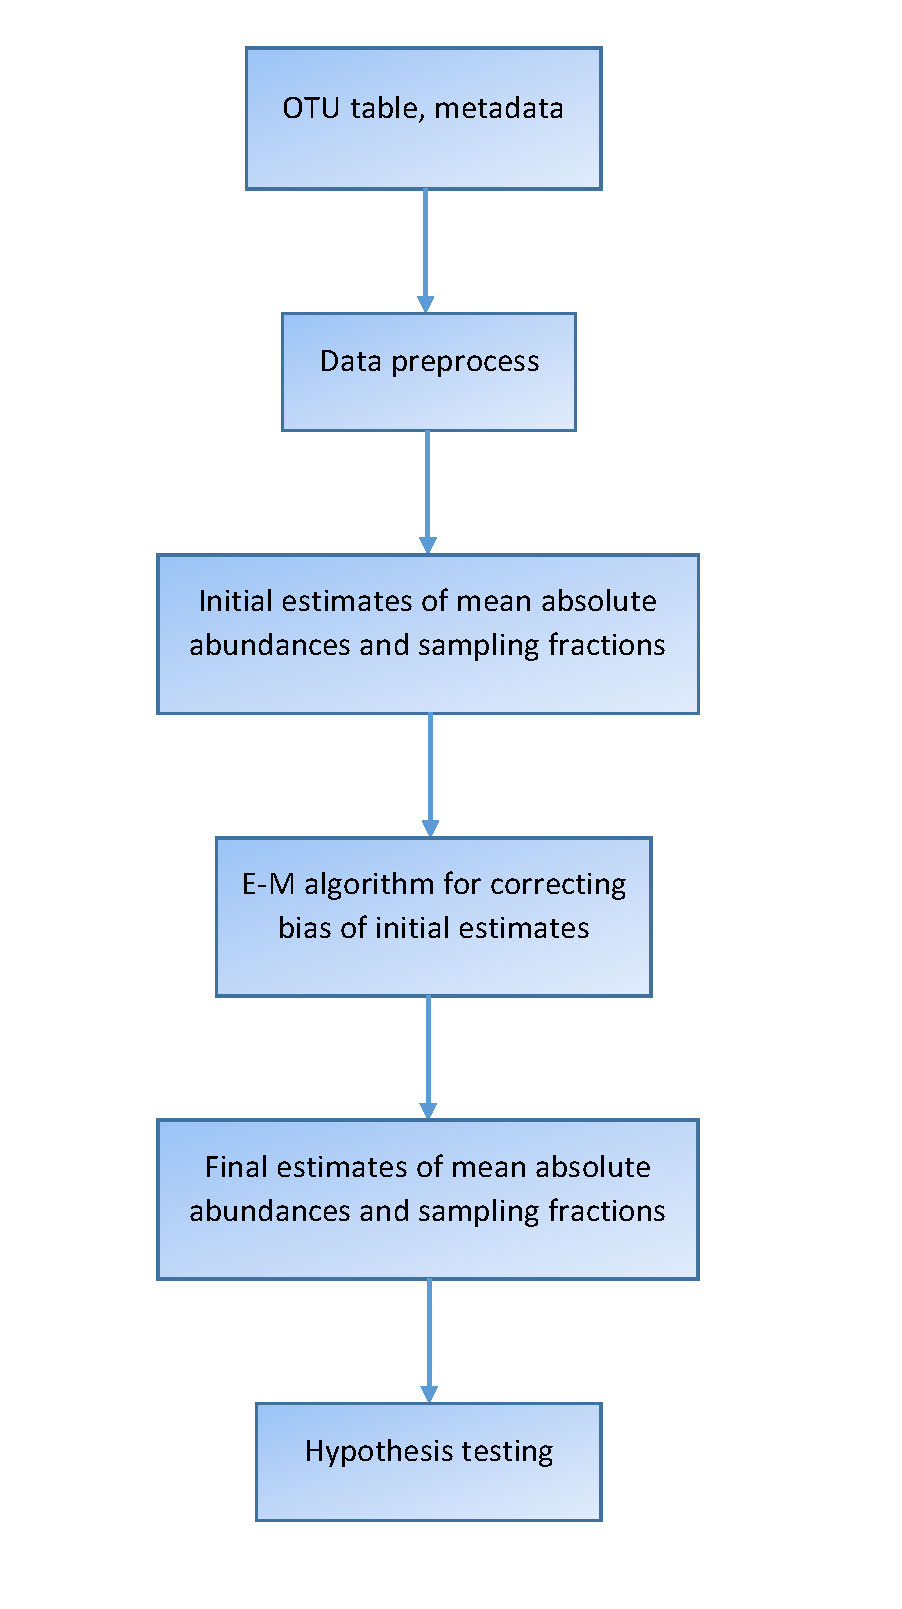 OTU table, metadata
Data preprocess
Initial estimates of mean absolute
abundances and sampling fractions
E-M algorithm for correcting
bias of initial estimates
Final estimates of mean absolute
abundances and sampling fractions
Hypothesis testing